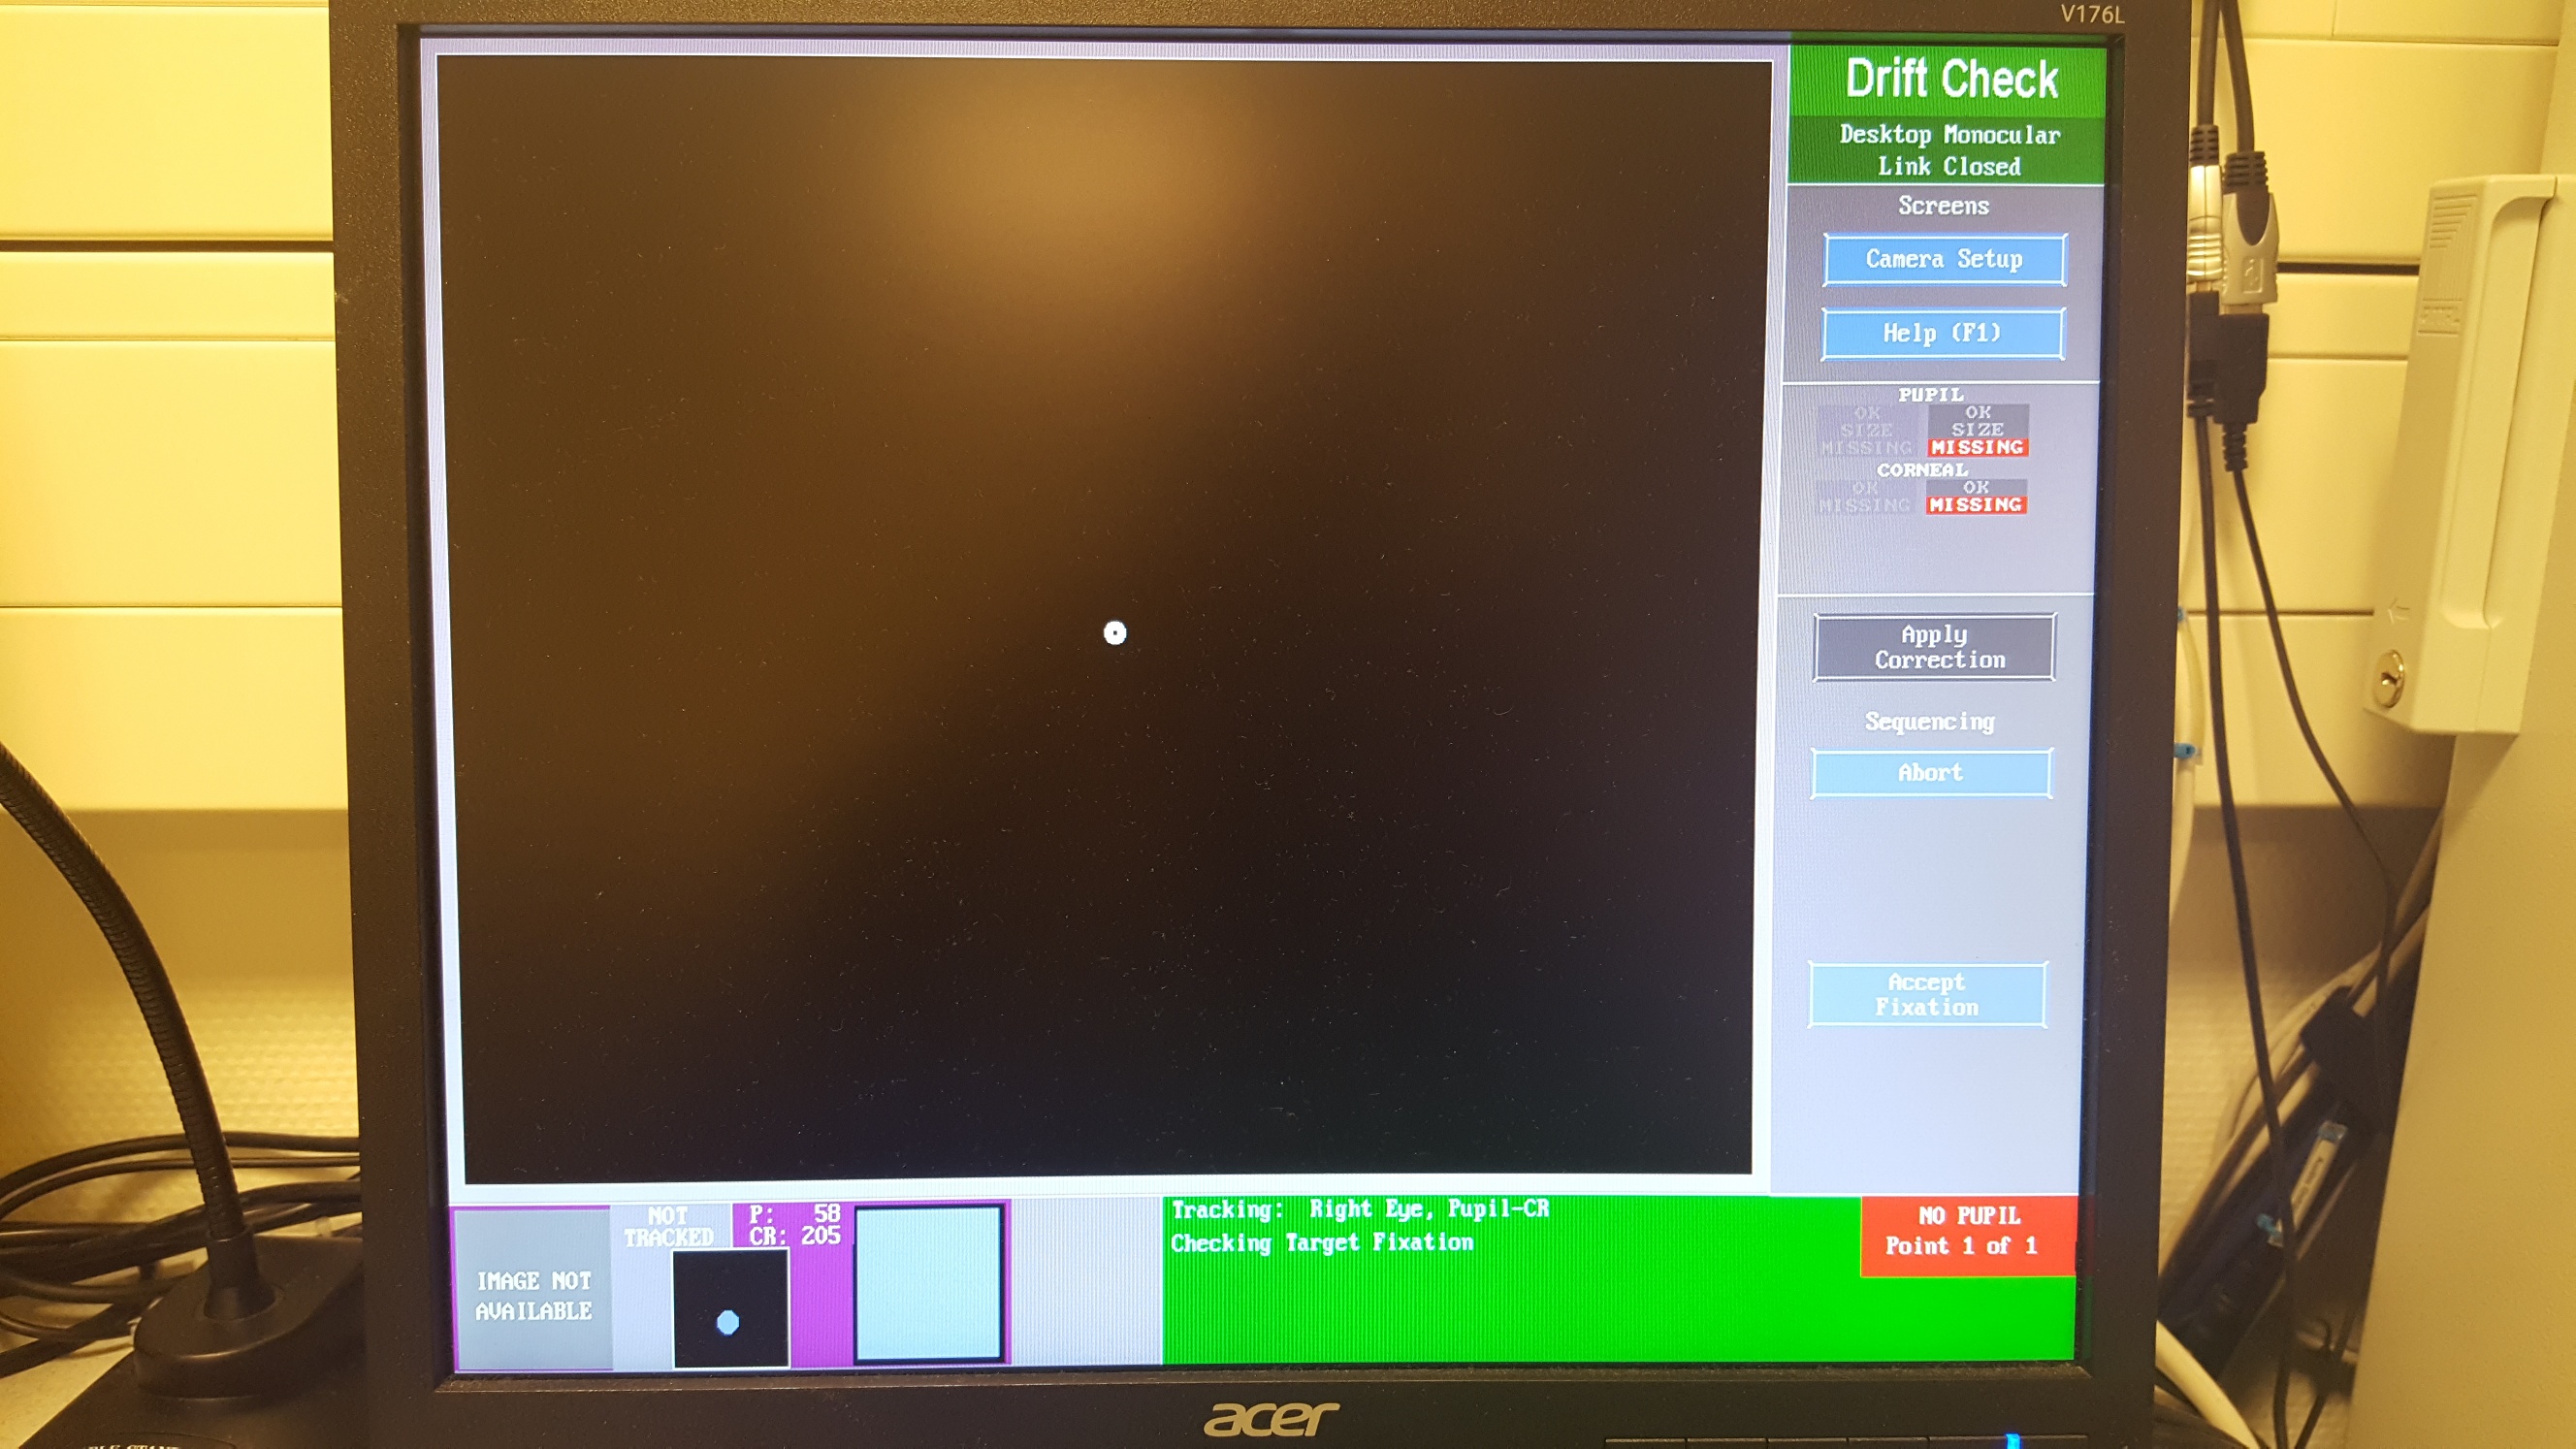 V176L
Drift Check
Desktop Monocular
Link Closed
Screens
Camera Setup
Help (F1)
PUPIL
OK OK
SIZE SIZE
MISSING MISSING
CORNEAL
OK OK
MISSING MISSING
Apply
Correction
Sequencing
Abort
Accept
Fixation
IMAGE NOT
AVAILABLE
NOT
TRACKED
P: 58
CR: 205
Tracking: Right Eye, Pupil-CR
Checking Target Fixation
NO PUPIL
Point 1 of 1
acer